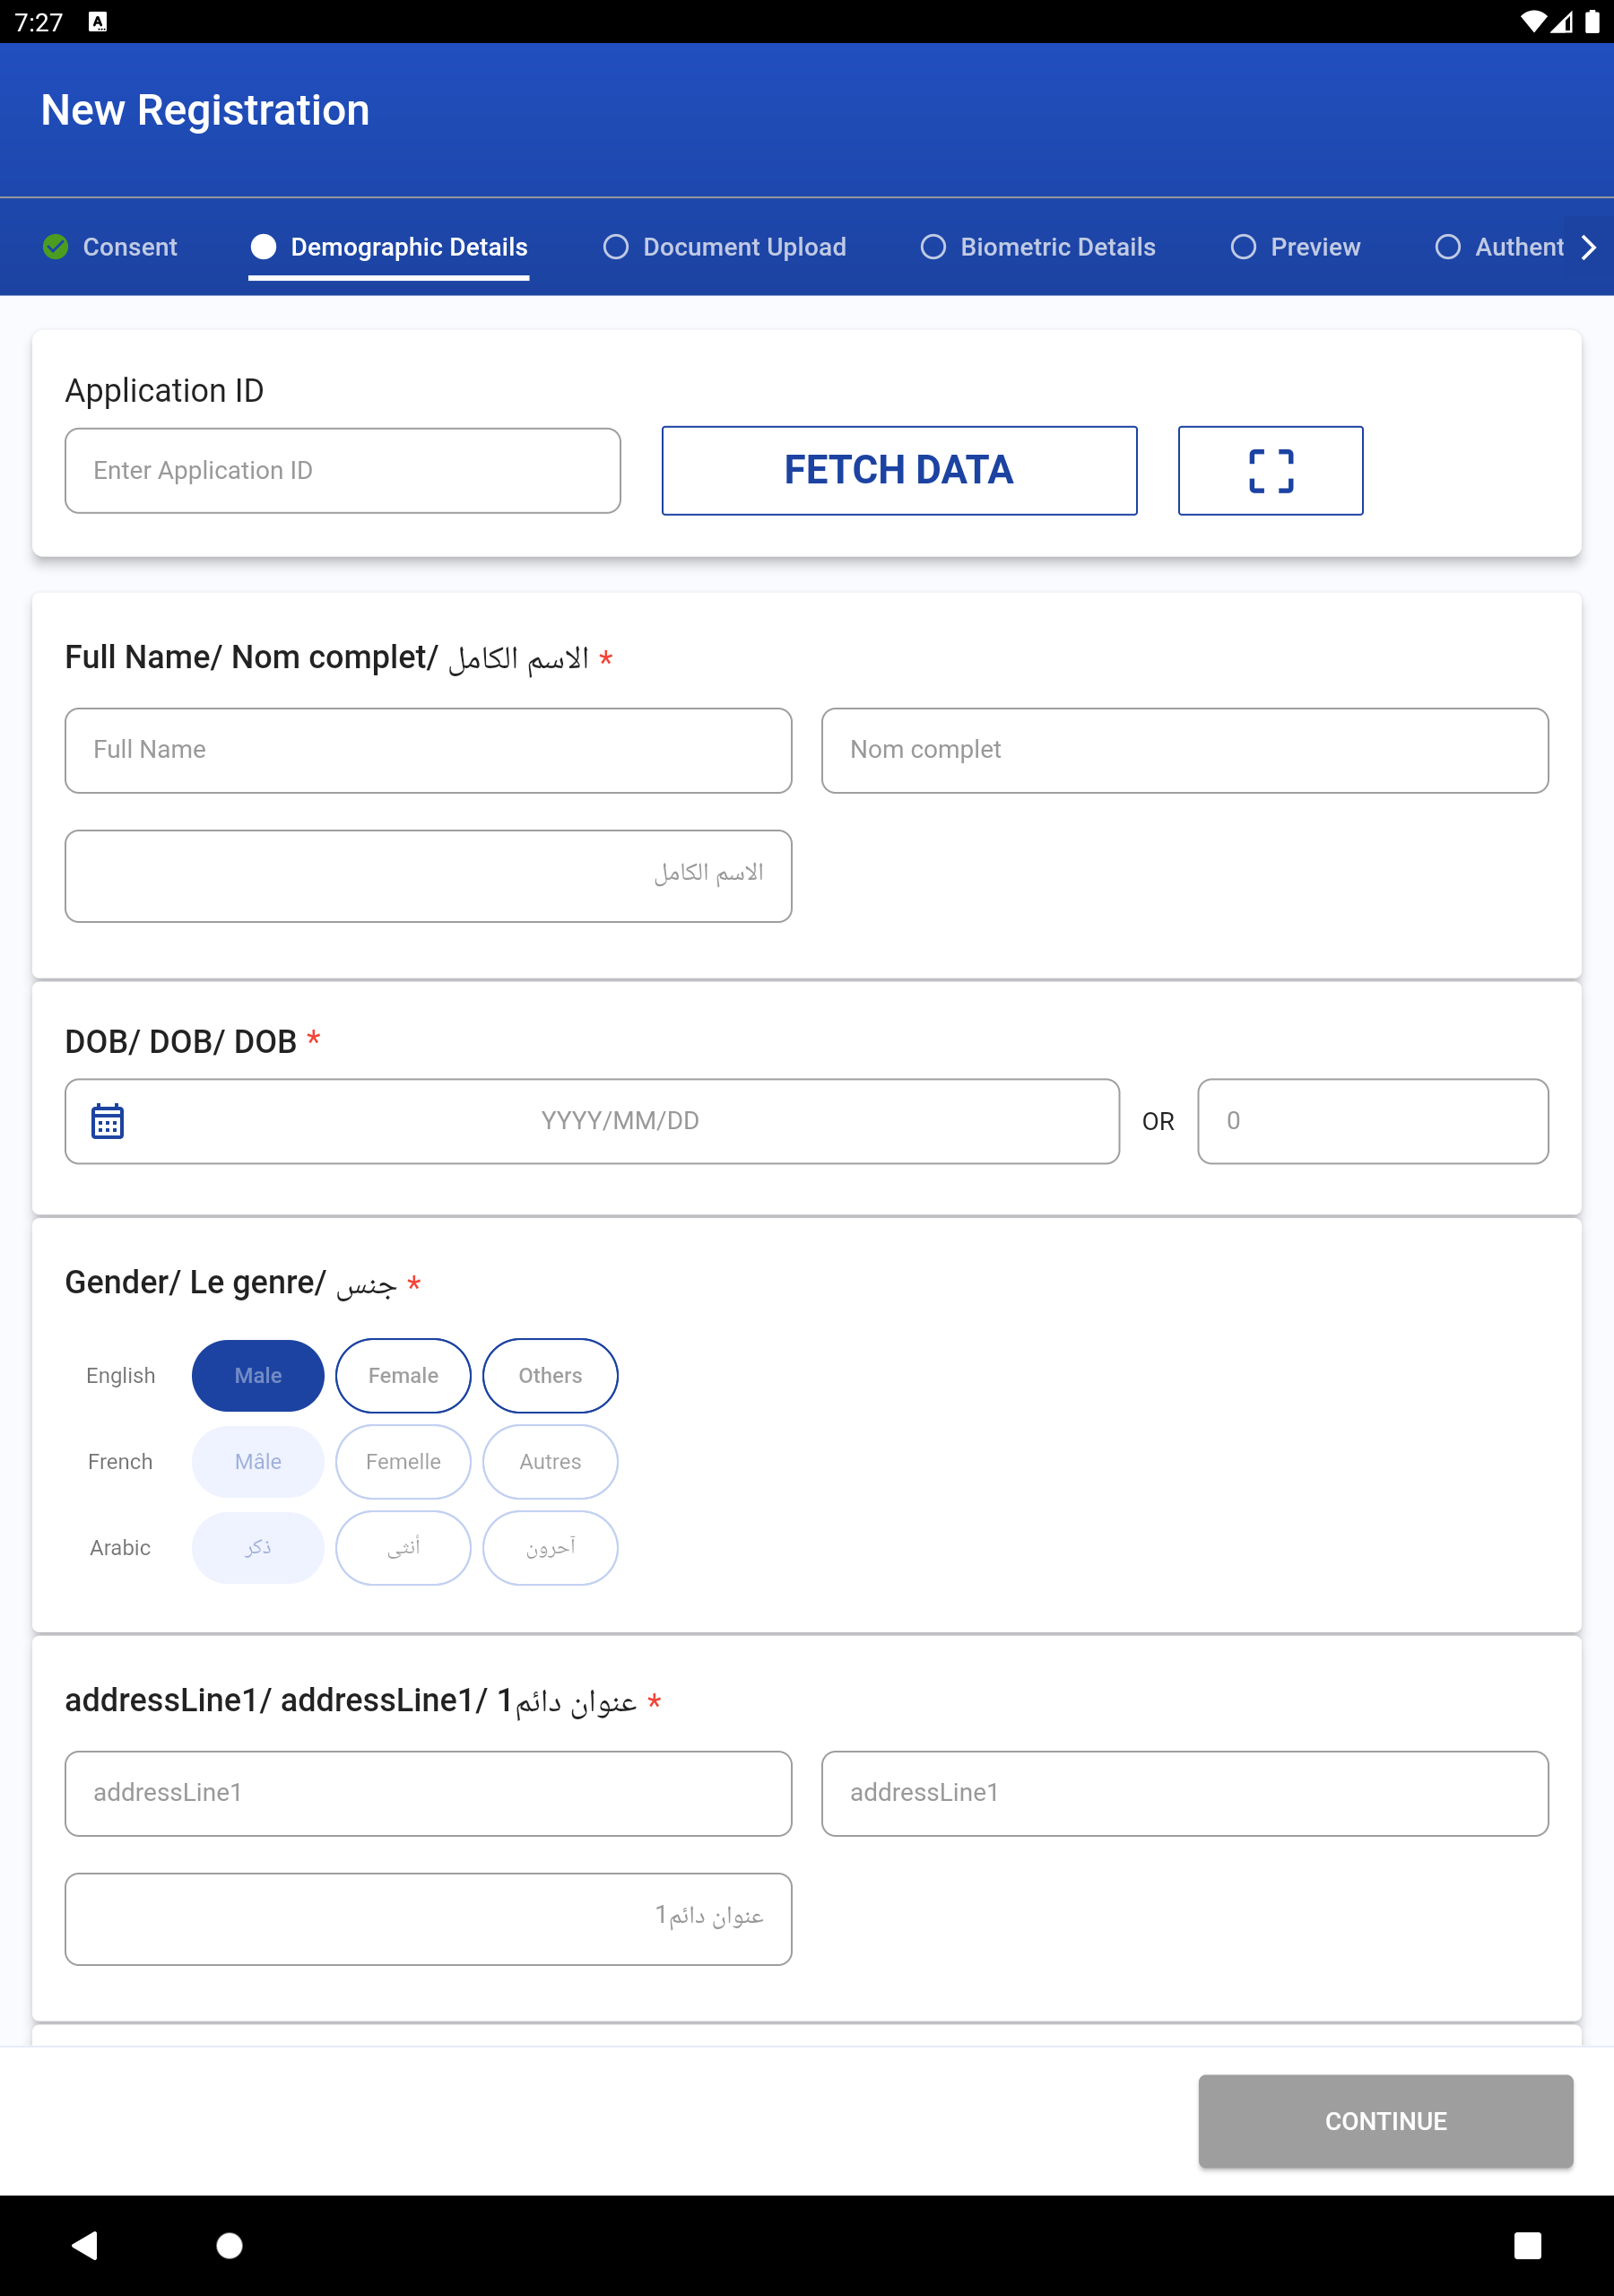 7:27
New Registration
Consent Demographic Details Document Upload Biometric Details Preview Authent
Application ID
Enter Application ID FETCH DATA
Full Name/ Nom complet/ الاسم الكامل *
Full Name Nom complet
الاسم الكامل
DOB/ DOB/ DOB *
YYYY/MM/DD OR 0
Gender/ Le genre/ جنس *
English Male Female Others
French Mâle Femelle Autres
Arabic ذكر أنثى آحرون
addressLine1/ addressLine1/ عنوان دائم1 *
addressLine1 addressLine1
عنوان دائم1
CONTINUE